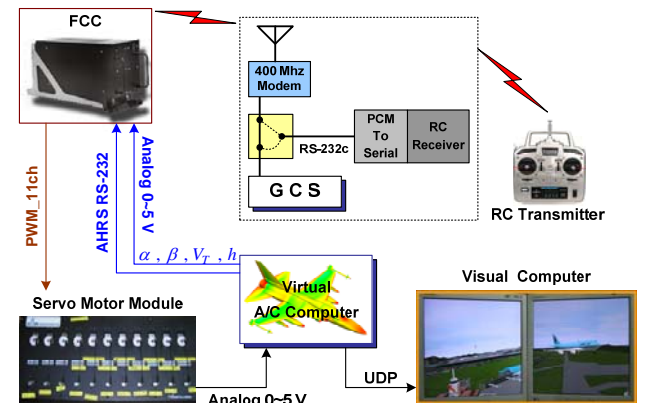 FCC
400 Mhz
Modem
PCM
To
Serial
RC
Receiver
RS-232c
G C S
RC Transmitter
PWM_11ch
AHRS RS-232
Analog 0~5 V
α , β , V_T , h
Virtual
A/C Computer
Visual Computer
Servo Motor Module
UDP
Analog 0~5 V